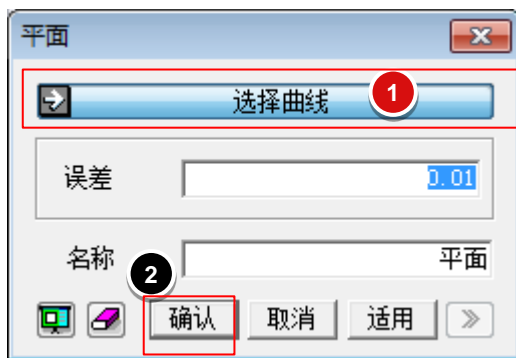 平面
选择曲线 1
误差 0.01
名称 平面
2
确认 取消 适用